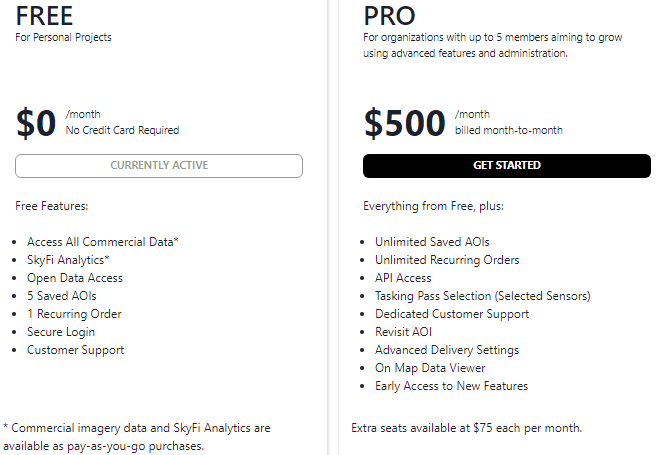 FREE
For Personal Projects
$0
/month
No Credit Card Required
CURRENTLY ACTIVE
Free Features:
• Access All Commercial Data*
• SkyFi Analytics*
• Open Data Access
• 5 Saved AOIs
• 1 Recurring Order
• Secure Login
• Customer Support
* Commercial imagery data and SkyFi Analytics are
available as pay-as-you-go purchases.
PRO
For organizations with up to 5 members aiming to grow
using advanced features and administration.
$500
/month
billed month-to-month
GET STARTED
Everything from Free, plus:
• Unlimited Saved AOIs
• Unlimited Recurring Orders
• API Access
• Tasking Pass Selection (Selected Sensors)
• Dedicated Customer Support
• Revisit AOI
• Advanced Delivery Settings
• On Map Data Viewer
• Early Access to New Features
Extra seats available at $75 each per month.